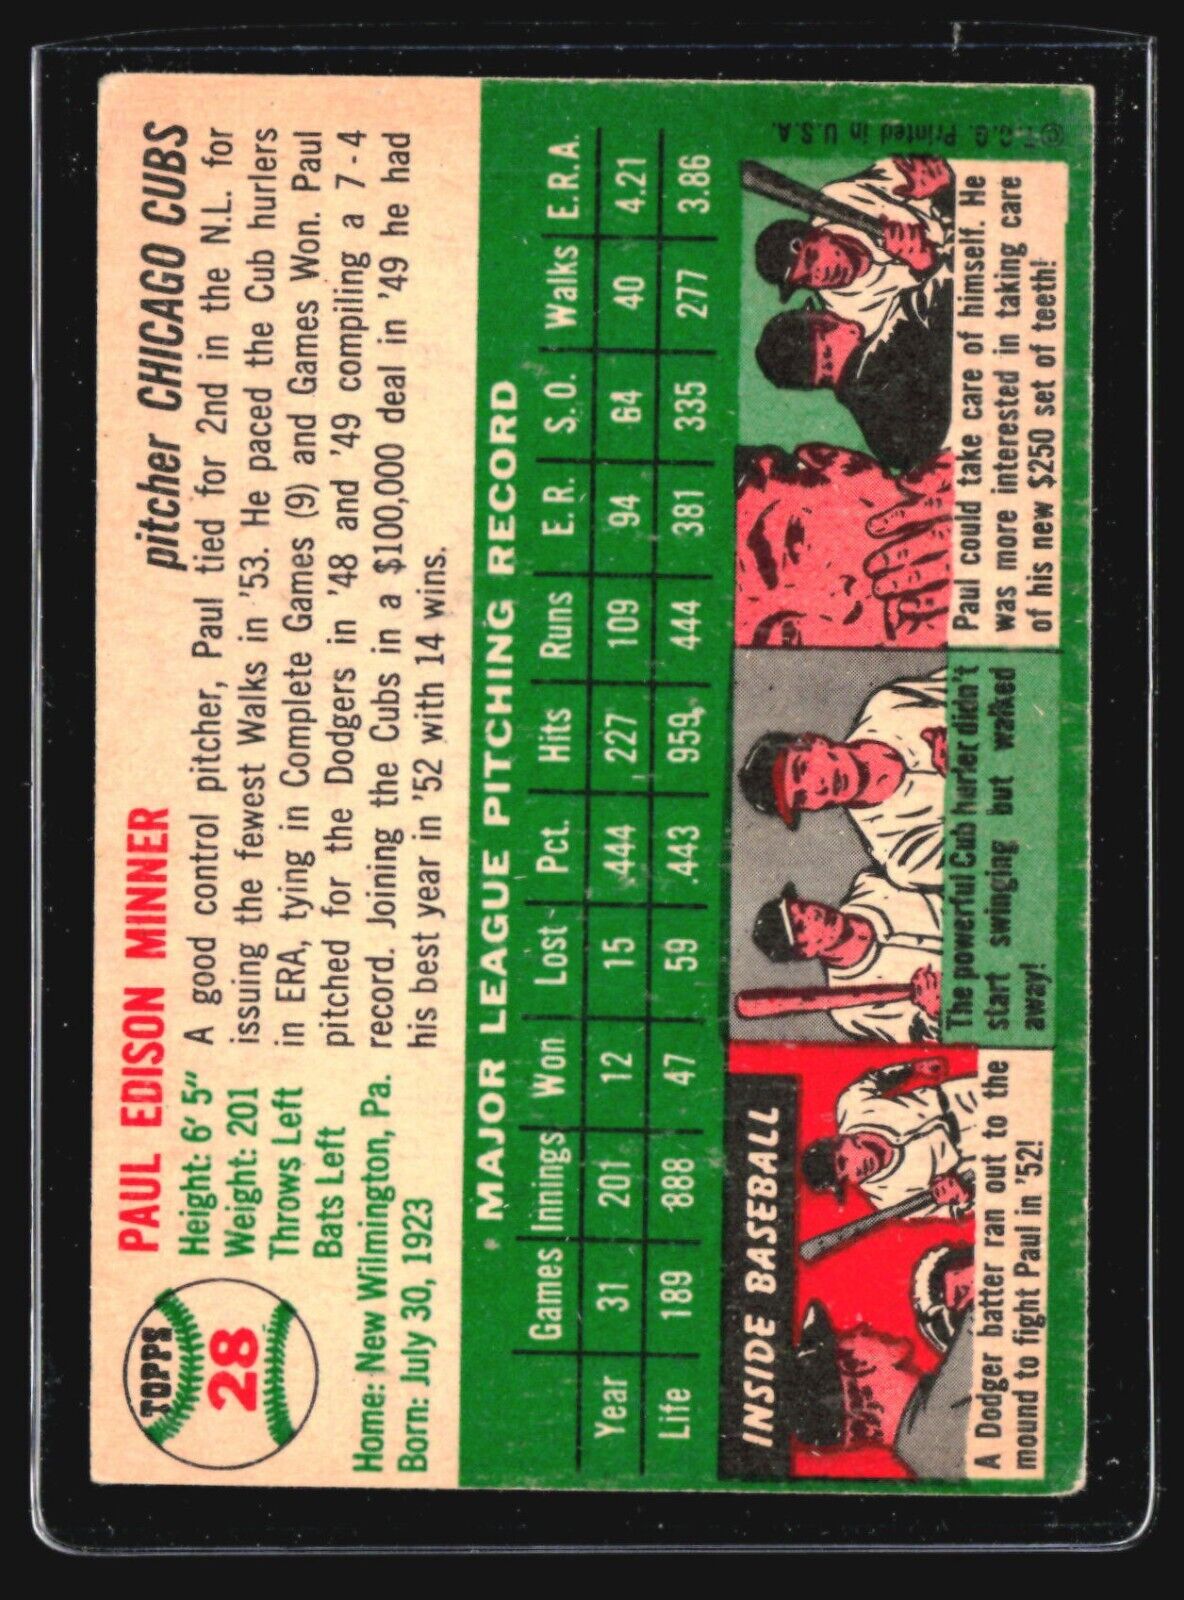 TOPPS
28
PAUL EDISON MINNER
pitcher CHICAGO CUBS
Height: 6' 5"
Weight: 201
Throws Left
Bats Left
Home: New Wilmington, Pa.
Born: July 30, 1923
A good control pitcher, Paul tied for 2nd in the N.L. for
issuing the fewest Walks in '53. He paced the Cub hurlers
in ERA, tying in Complete Games (9) and Games Won. Paul
pitched for the Dodgers in '48 and '49 compiling a 7 - 4
record. Joining the Cubs in a $100,000 deal in '49 he had
his best year in '52 with 14 wins.
MAJOR LEAGUE PITCHING RECORD
Games Innings Won Lost Pct. Hits Runs E.R. S.O. Walks E.R.A.
Year 31 201 12 15 .444 227 109 94 64 40 4.21
Life 189 888 47 59 .443 959 444 381 335 277 3.86
INSIDE BASEBALL
A Dodger batter ran out to the
mound to fight Paul in '52!
The powerful Cub hurler didn't
start swinging but walked
away!
Paul could take care of himself. He
was more interested in taking care
of his new $250 set of teeth!
©T.C.G. Printed in U.S.A.